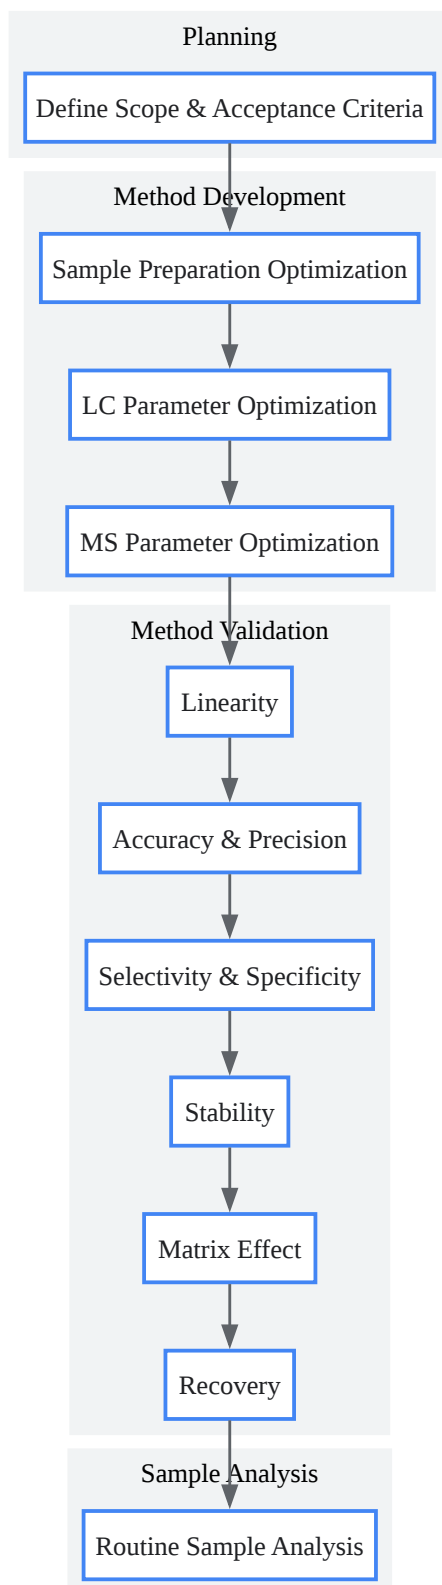 Planning
Define Scope & Acceptance Criteria
Method Development
Sample Preparation Optimization
LC Parameter Optimization
MS Parameter Optimization
Method Validation
Linearity
Accuracy & Precision
Selectivity & Specificity
Stability
Matrix Effect
Recovery
Sample Analysis
Routine Sample Analysis